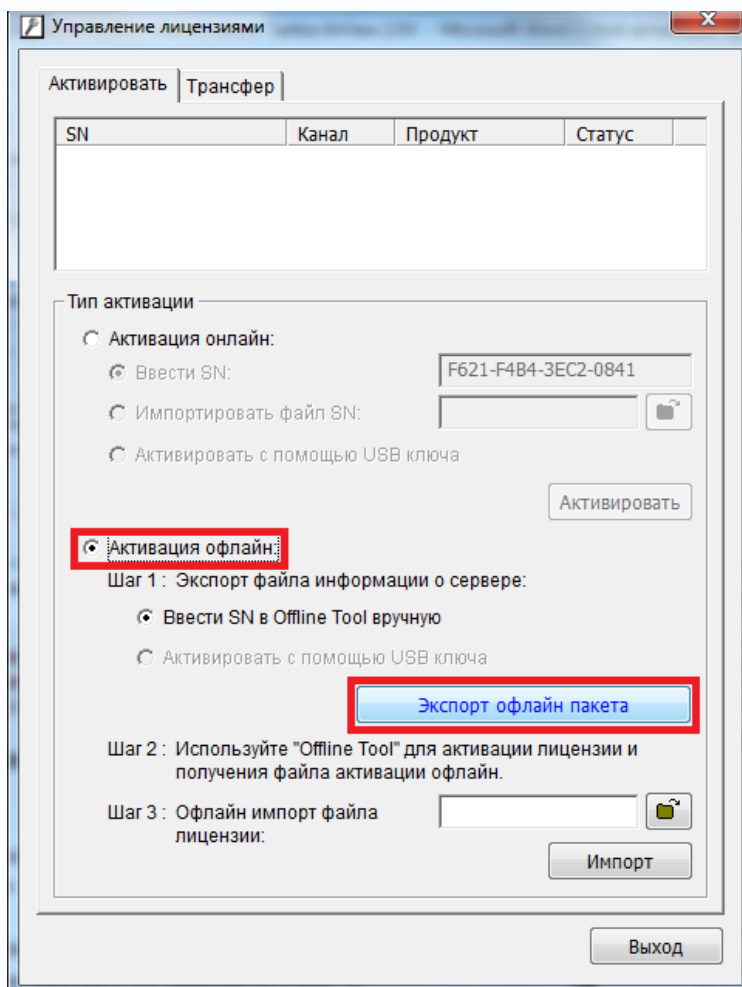 Управление лицензиями
Активировать Трансфер
SN Канал Продукт Статус
Тип активации
Активация онлайн:
Ввести SN: F621-F4B4-3EC2-0841
Импортировать файл SN:
Активировать с помощью USB ключа
Активировать
Активация офлайн:
Шаг 1 : Экспорт файла информации о сервере:
Ввести SN в Offline Tool вручную
Активировать с помощью USB ключа
Экспорт офлайн пакета
Шаг 2 : Используйте "Offline Tool" для активации лицензии и
получения файла активации офлайн.
Шаг 3 : Офлайн импорт файла
лицензии:
Импорт
Выход